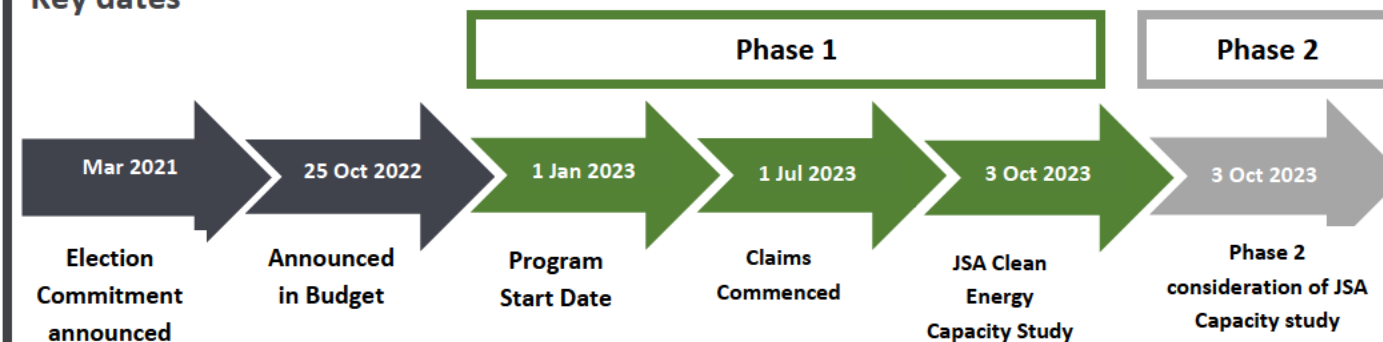 Key dates
Phase 1
Phase 2
Mar 2021
25 Oct 2022
1 Jan 2023
1 Jul 2023
3 Oct 2023
3 Oct 2023
Election
Commitment
announced
Announced
in Budget
Program
Start Date
Claims
Commenced
JSA Clean
Energy
Capacity Study
Phase 2
consideration of JSA
Capacity study